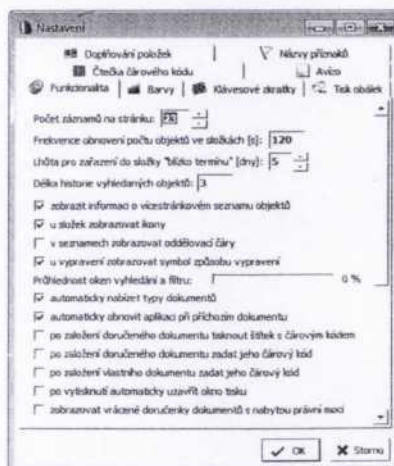 Nastavení
Doplňování položek
Názvy příznaků
Čtečka čárového kódu
Avízo
Funkcionalita
Barvy
Klávesové zkratky
Tisk obálek
Počet záznamů na stránku:
Frekvence obnovení počtu objektů ve složkách [s]: 120
Lhůta pro zařazení do složky "blízko termínu" [dny]: 5
Délka historie vyhledaných objektů: 3
zobrazit informaci o vícestránkovém seznamu objektů
u složek zobrazovat ikony
v seznamech zobrazovat oddělovací čáry
u vypravení zobrazovat symbol způsobu vypravení
Průhlednost oken vyhledání a filtru: 0 %
automaticky nabízet typy dokumentů
automaticky obnovit aplikaci při příchozím dokumentu
po založení doručeného dokumentu tisknout štítek s čárovým kódem
po založení doručeného dokumentu zadat jeho čárový kód
po založení vlastního dokumentu zadat jeho čárový kód
po vytisknutí automaticky uzavřít okno tisku
zobrazovat vrácené doručenky dokumentů s nabytou právní mocí
OK
Storno